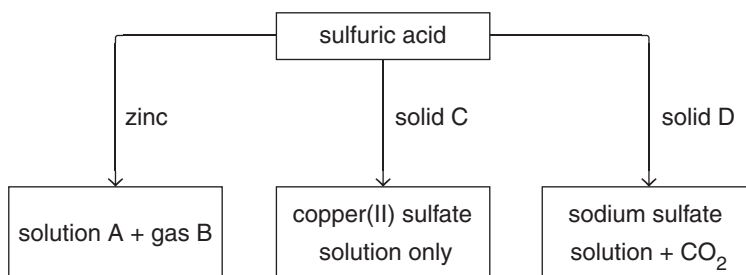 sulfuric acid
zinc
solid C
solid D
solution A + gas B
copper(II) sulfate
solution only
sodium sulfate
solution + CO₂